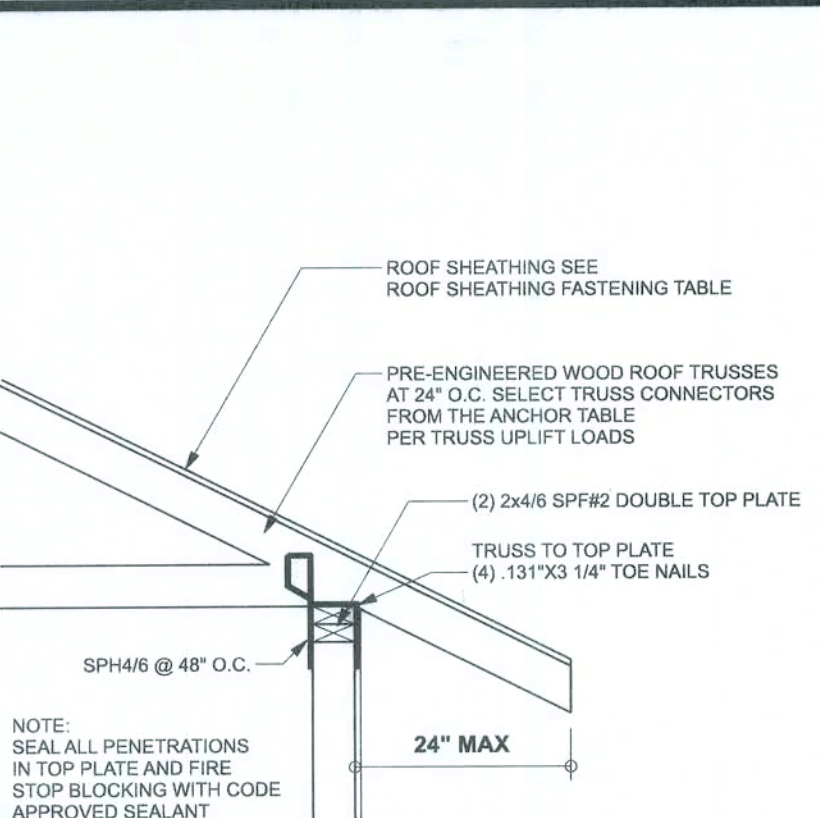 ROOF SHEATHING SEE
ROOF SHEATHING FASTENING TABLE
PRE-ENGINEERED WOOD ROOF TRUSSES
AT 24" O.C. SELECT TRUSS CONNECTORS
FROM THE ANCHOR TABLE
PER TRUSS UPLIFT LOADS
(2) 2x4/6 SPF#2 DOUBLE TOP PLATE
TRUSS TO TOP PLATE
(4) .131"X3 1/4" TOE NAILS
SPH4/6 @ 48" O.C.
NOTE:
SEAL ALL PENETRATIONS
IN TOP PLATE AND FIRE
STOP BLOCKING WITH CODE
APPROVED SEALANT
24" MAX